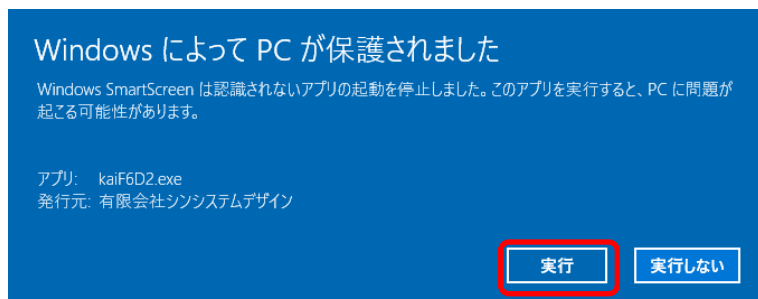 Windows によって PC が保護されました
Windows SmartScreen は認識されないアプリの起動を停止しました。このアプリを実行すると、PC に問題が
起こる可能性があります。
アプリ: kaiF6D2.exe
発行元: 有限会社シンシステムデザイン
実行 実行しない